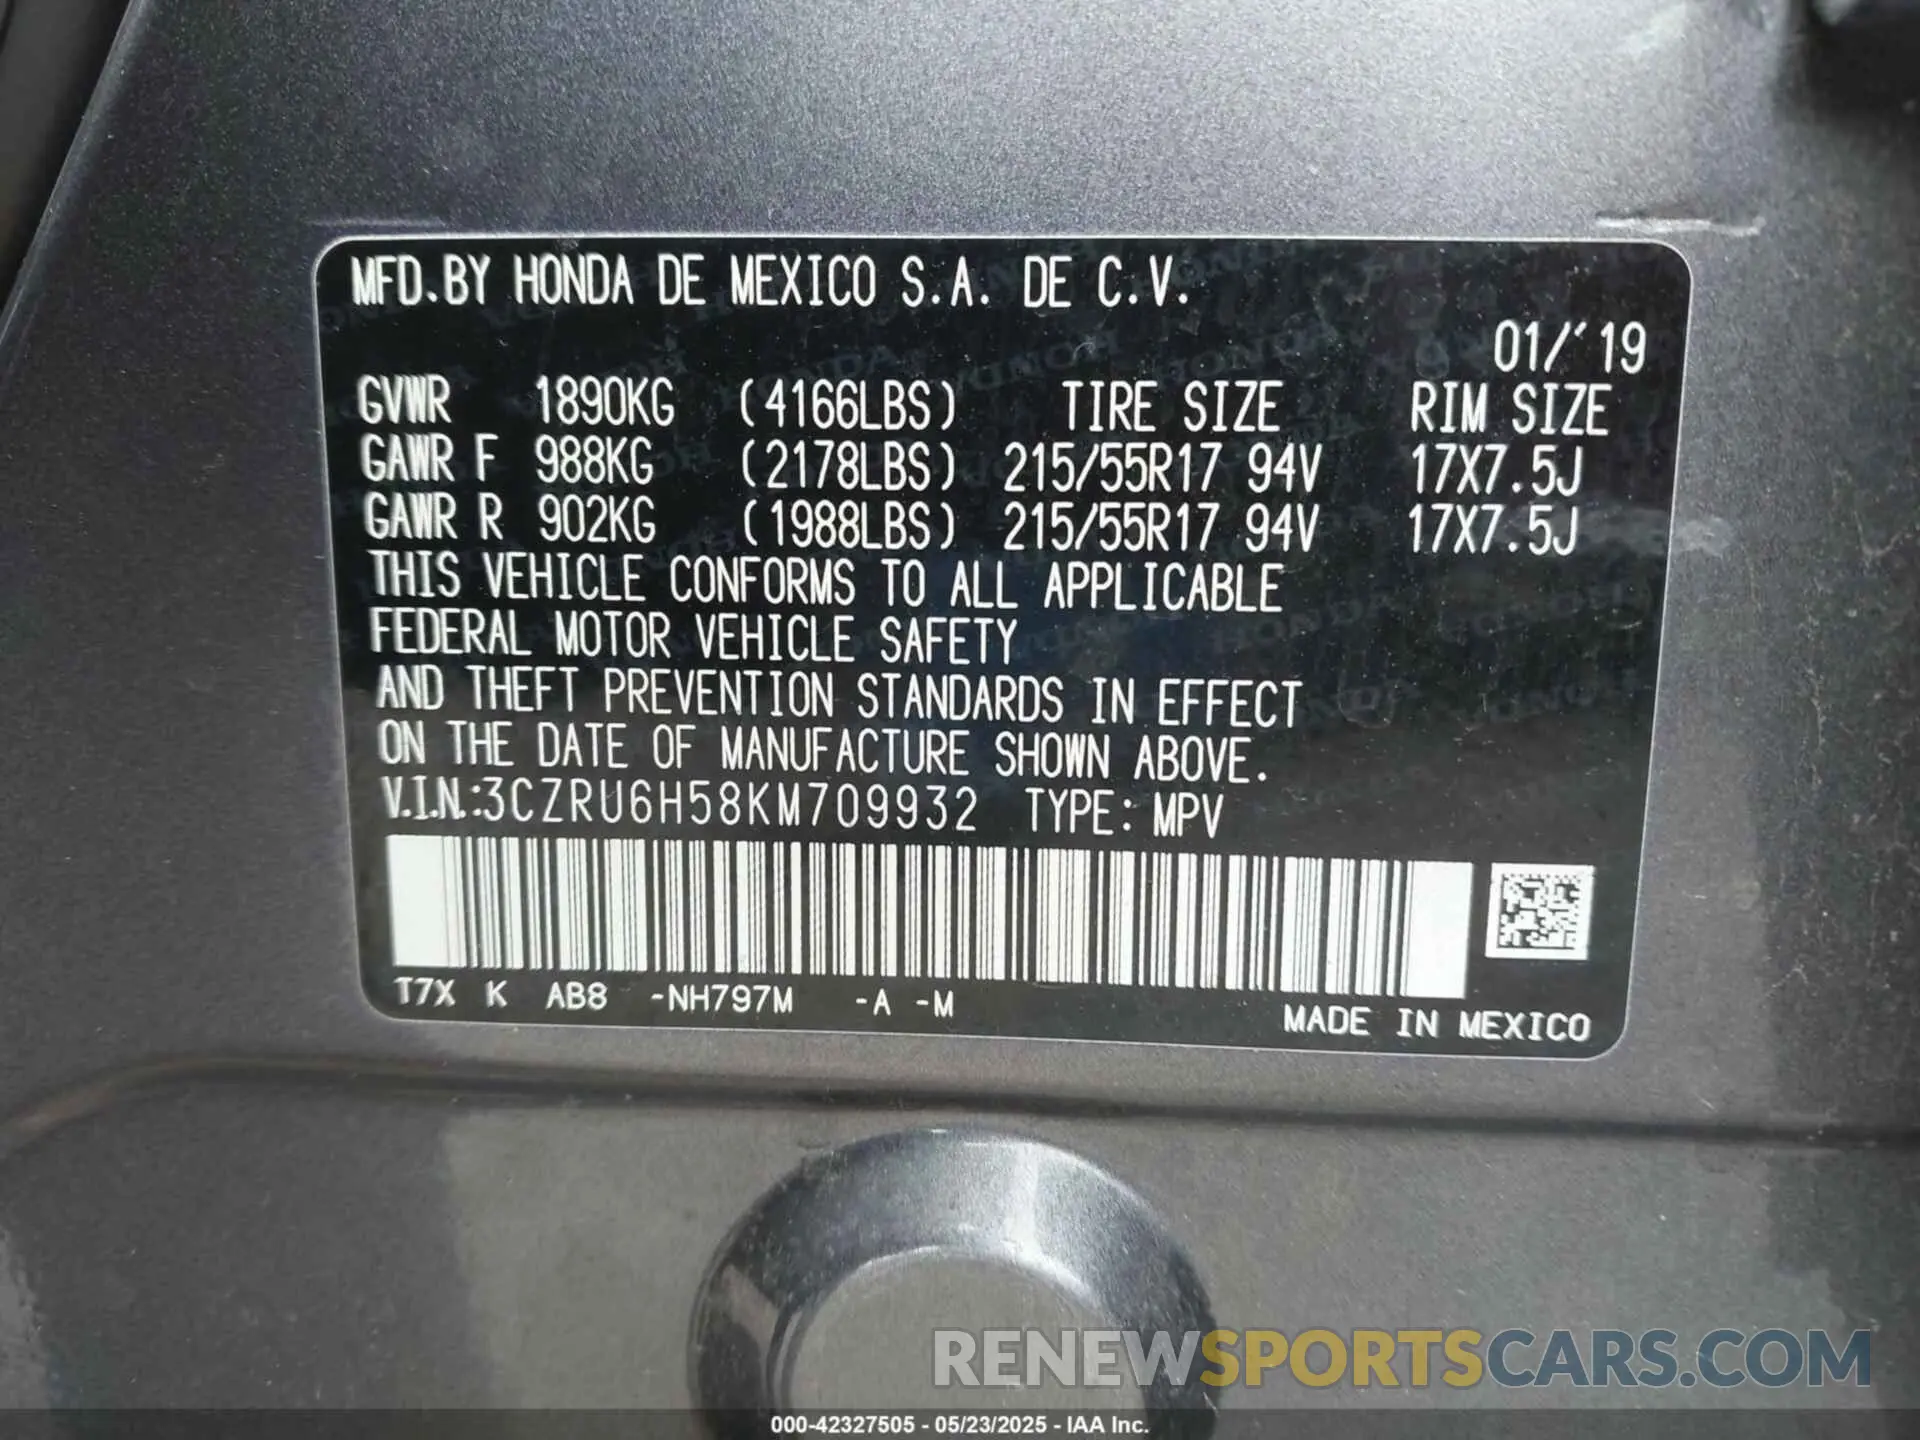 MFD.BY HONDA DE MEXICO S.A. DE C.V.
01/'19
GVWR 1890KG (4166LBS) TIRE SIZE RIM SIZE
GAWR F 988KG (2178LBS) 215/55R17 94V 17X7.5J
GAWR R 902KG (1988LBS) 215/55R17 94V 17X7.5J
THIS VEHICLE CONFORMS TO ALL APPLICABLE
FEDERAL MOTOR VEHICLE SAFETY
AND THEFT PREVENTION STANDARDS IN EFFECT
ON THE DATE OF MANUFACTURE SHOWN ABOVE.
V.I.N.:3CZRU6H58KM709932 TYPE: MPV
T7X K AB8 -NH797M -A -M
MADE IN MEXICO
RENEWSPORTSCARS.COM
000-42327505 - 05/23/2025 - IAA Inc.